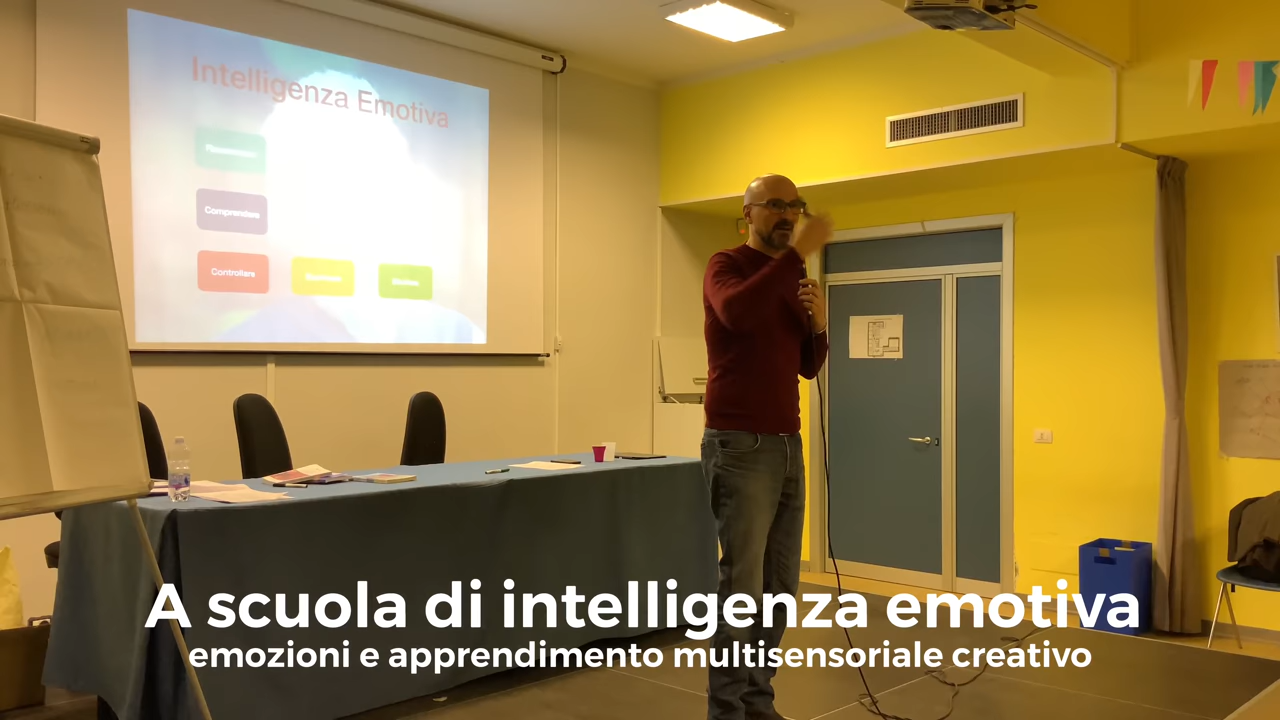 Intelligenza Emotiva
Comprendere
Controllare
A scuola di intelligenza emotiva
emozioni e apprendimento multisensoriale creativo